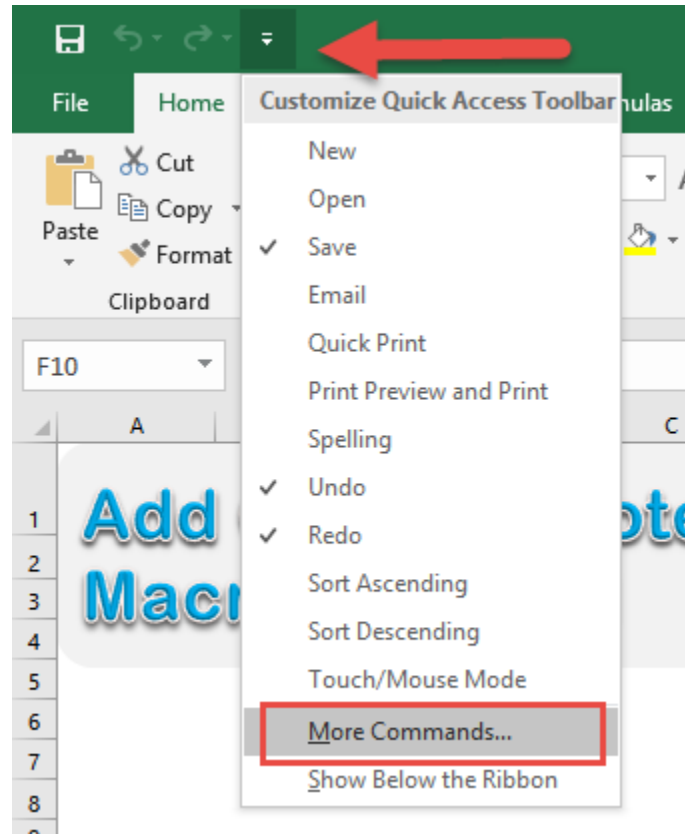 File Home nulas
Customize Quick Access Toolbar
New
Open
Save
Email
Quick Print
Print Preview and Print
Spelling
Undo
Redo
Sort Ascending
Sort Descending
Touch/Mouse Mode
More Commands...
Show Below the Ribbon
Cut
Copy
Paste
Format
Clipboard
F10
A C
1
2
3
4
5
6
7
8
Add